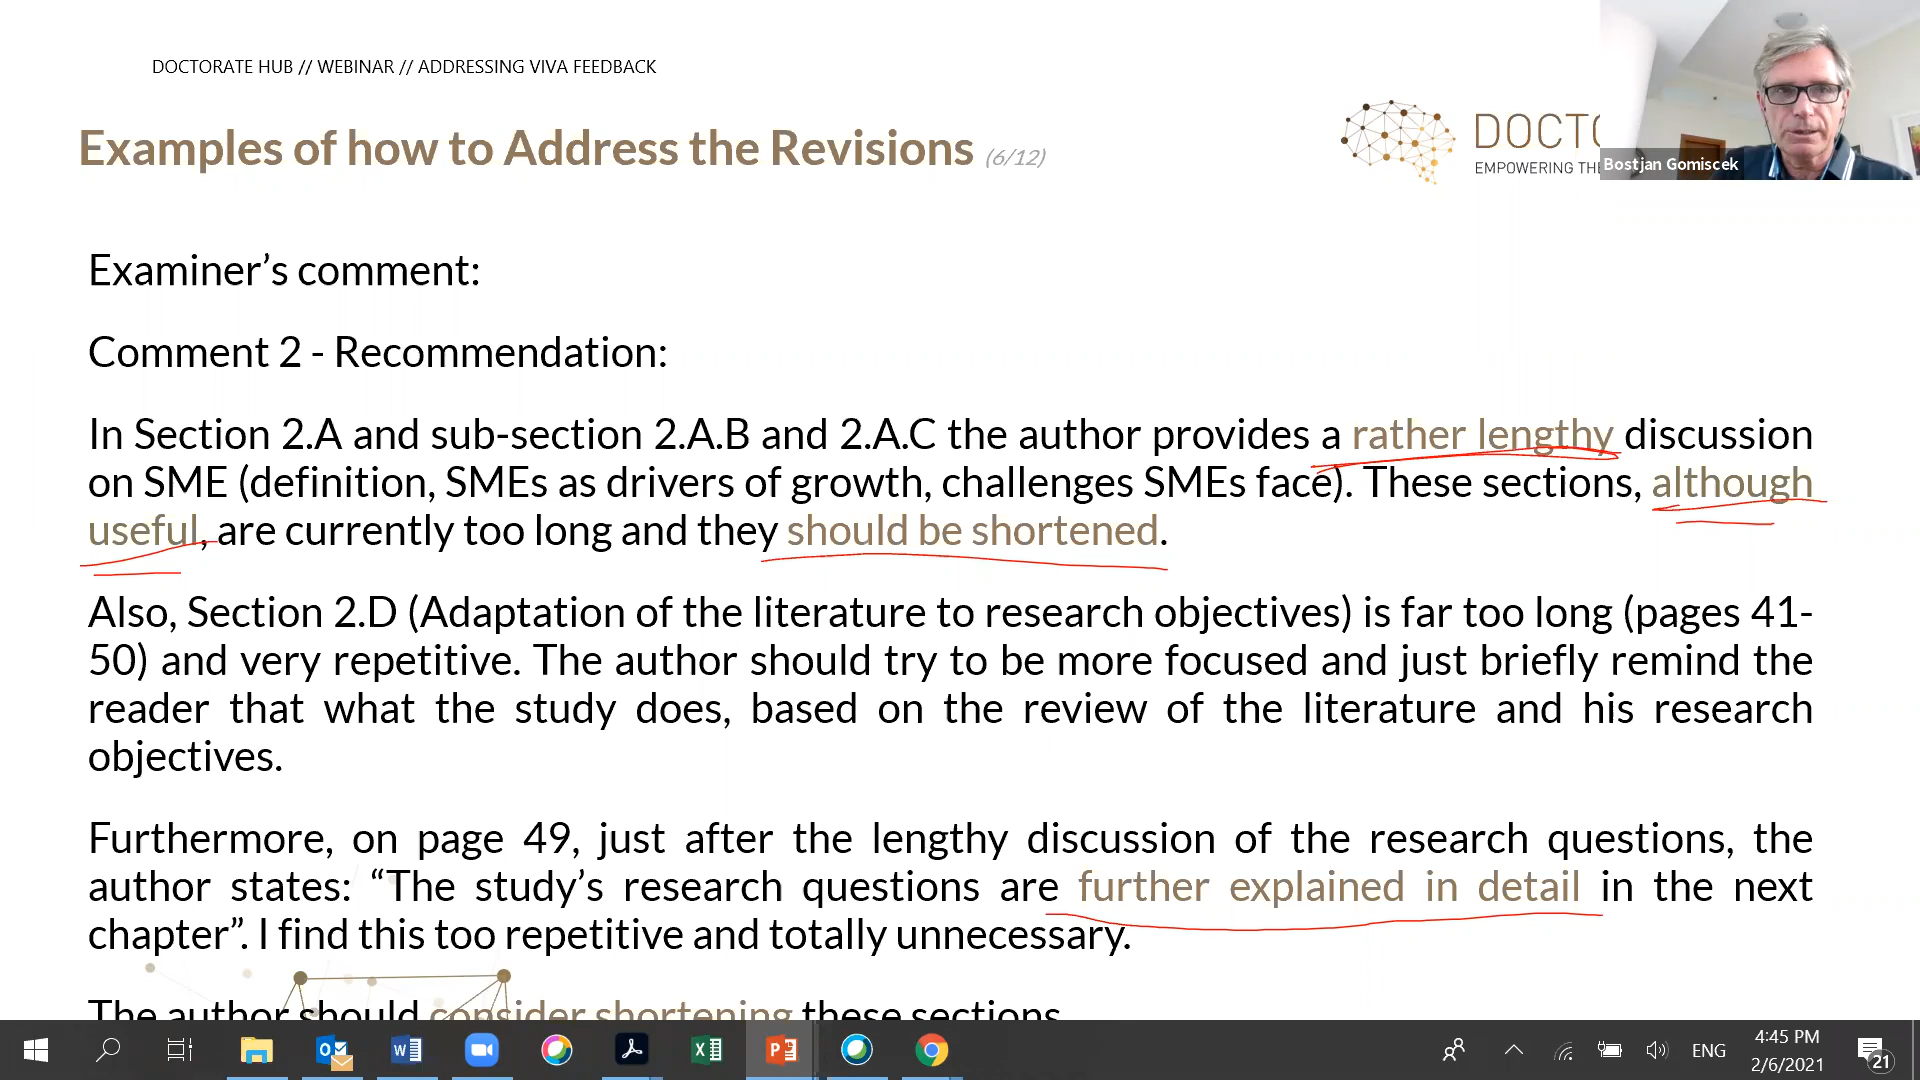 DOCTORATE HUB // WEBINAR // ADDRESSING VIVA FEEDBACK
Examples of how to Address the Revisions (6/12)
DOCTO
EMPOWERING THE
Bostjan Gomiscek
Examiner’s comment:
Comment 2 - Recommendation:
In Section 2.A and sub-section 2.A.B and 2.A.C the author provides a rather lengthy discussion
on SME (definition, SMEs as drivers of growth, challenges SMEs face). These sections, although
useful, are currently too long and they should be shortened.
Also, Section 2.D (Adaptation of the literature to research objectives) is far too long (pages 41-
50) and very repetitive. The author should try to be more focused and just briefly remind the
reader that what the study does, based on the review of the literature and his research
objectives.
Furthermore, on page 49, just after the lengthy discussion of the research questions, the
author states: “The study’s research questions are further explained in detail in the next
chapter”. I find this too repetitive and totally unnecessary.
The author should consider shortening these sections.
ENG
4:45 PM
2/6/2021
21